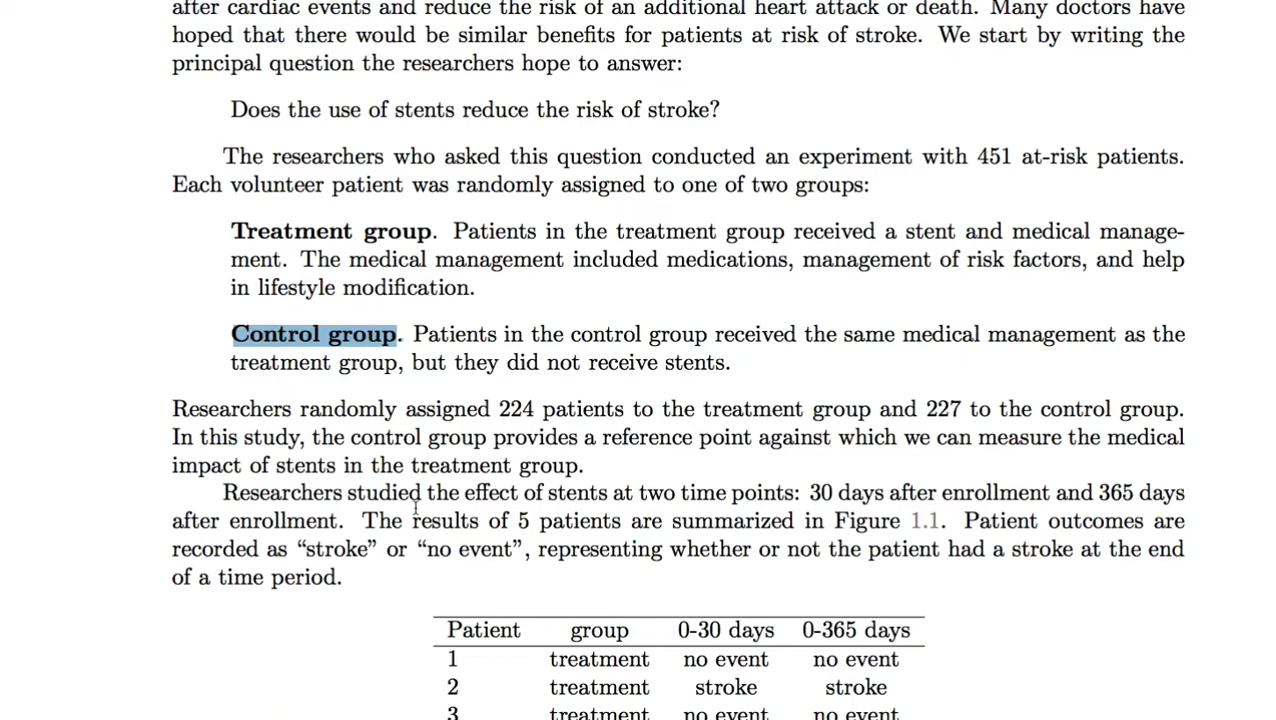 after cardiac events and reduce the risk of an additional heart attack or death. Many doctors have
hoped that there would be similar benefits for patients at risk of stroke. We start by writing the
principal question the researchers hope to answer:
Does the use of stents reduce the risk of stroke?
The researchers who asked this question conducted an experiment with 451 at-risk patients.
Each volunteer patient was randomly assigned to one of two groups:
Treatment group. Patients in the treatment group received a stent and medical manage-
ment. The medical management included medications, management of risk factors, and help
in lifestyle modification.
Control group. Patients in the control group received the same medical management as the
treatment group, but they did not receive stents.
Researchers randomly assigned 224 patients to the treatment group and 227 to the control group.
In this study, the control group provides a reference point against which we can measure the medical
impact of stents in the treatment group.
Researchers studied the effect of stents at two time points: 30 days after enrollment and 365 days
after enrollment. The results of 5 patients are summarized in Figure 1.1. Patient outcomes are
recorded as “stroke” or “no event”, representing whether or not the patient had a stroke at the end
of a time period.
Patient group 0-30 days 0-365 days
1 treatment no event no event
2 treatment stroke stroke
3 treatment no event no event